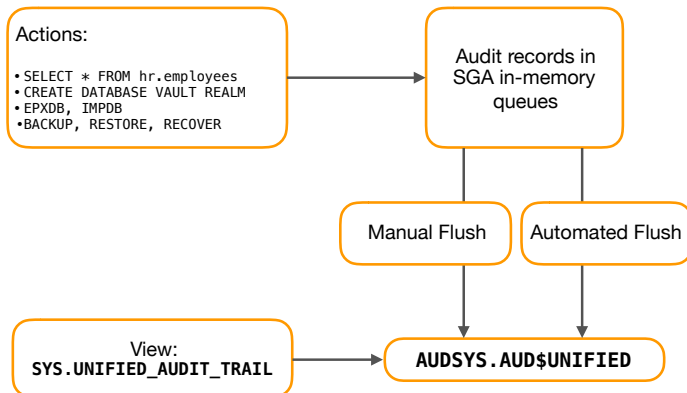 Actions:
• SELECT * FROM hr.employees
• CREATE DATABASE VAULT REALM
• EPXDB, IMPDB
• BACKUP, RESTORE, RECOVER
Audit records in
SGA in-memory
queues
Manual Flush
Automated Flush
View:
SYS.UNIFIED_AUDIT_TRAIL
AUDSYS.AUD$UNIFIED